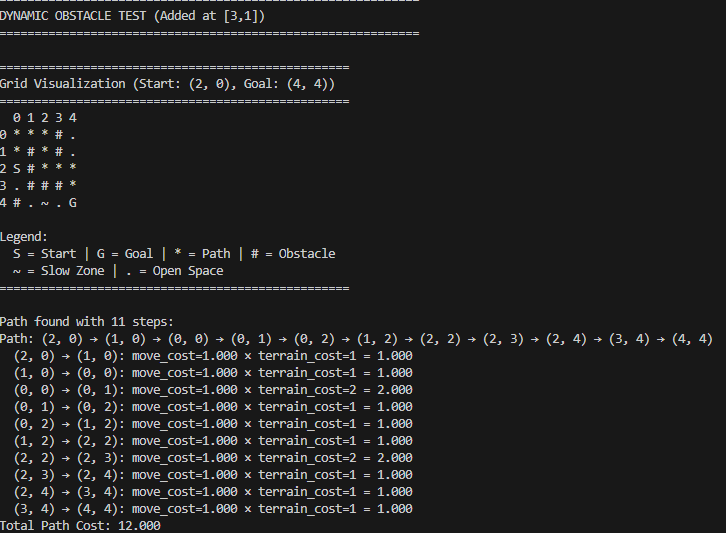 ============================================================
DYNAMIC OBSTACLE TEST (Added at [3,1])
============================================================
==================================================
Grid Visualization (Start: (2, 0), Goal: (4, 4))
==================================================
0 1 2 3 4
0 * * * # .
1 * # * # .
2 S # * * *
3 . # # # *
4 # . ~ . G
Legend:
S = Start | G = Goal | * = Path | # = Obstacle
~ = Slow Zone | . = Open Space
==================================================
Path found with 11 steps:
Path: (2, 0) → (1, 0) → (0, 0) → (0, 1) → (0, 2) → (1, 2) → (2, 2) → (2, 3) → (2, 4) → (3, 4) → (4, 4)
(2, 0) → (1, 0): move_cost=1.000 × terrain_cost=1 = 1.000
(1, 0) → (0, 0): move_cost=1.000 × terrain_cost=1 = 1.000
(0, 0) → (0, 1): move_cost=1.000 × terrain_cost=2 = 2.000
(0, 1) → (0, 2): move_cost=1.000 × terrain_cost=1 = 1.000
(0, 2) → (1, 2): move_cost=1.000 × terrain_cost=1 = 1.000
(1, 2) → (2, 2): move_cost=1.000 × terrain_cost=1 = 1.000
(2, 2) → (2, 3): move_cost=1.000 × terrain_cost=2 = 2.000
(2, 3) → (2, 4): move_cost=1.000 × terrain_cost=1 = 1.000
(2, 4) → (3, 4): move_cost=1.000 × terrain_cost=1 = 1.000
(3, 4) → (4, 4): move_cost=1.000 × terrain_cost=1 = 1.000
Total Path Cost: 12.000